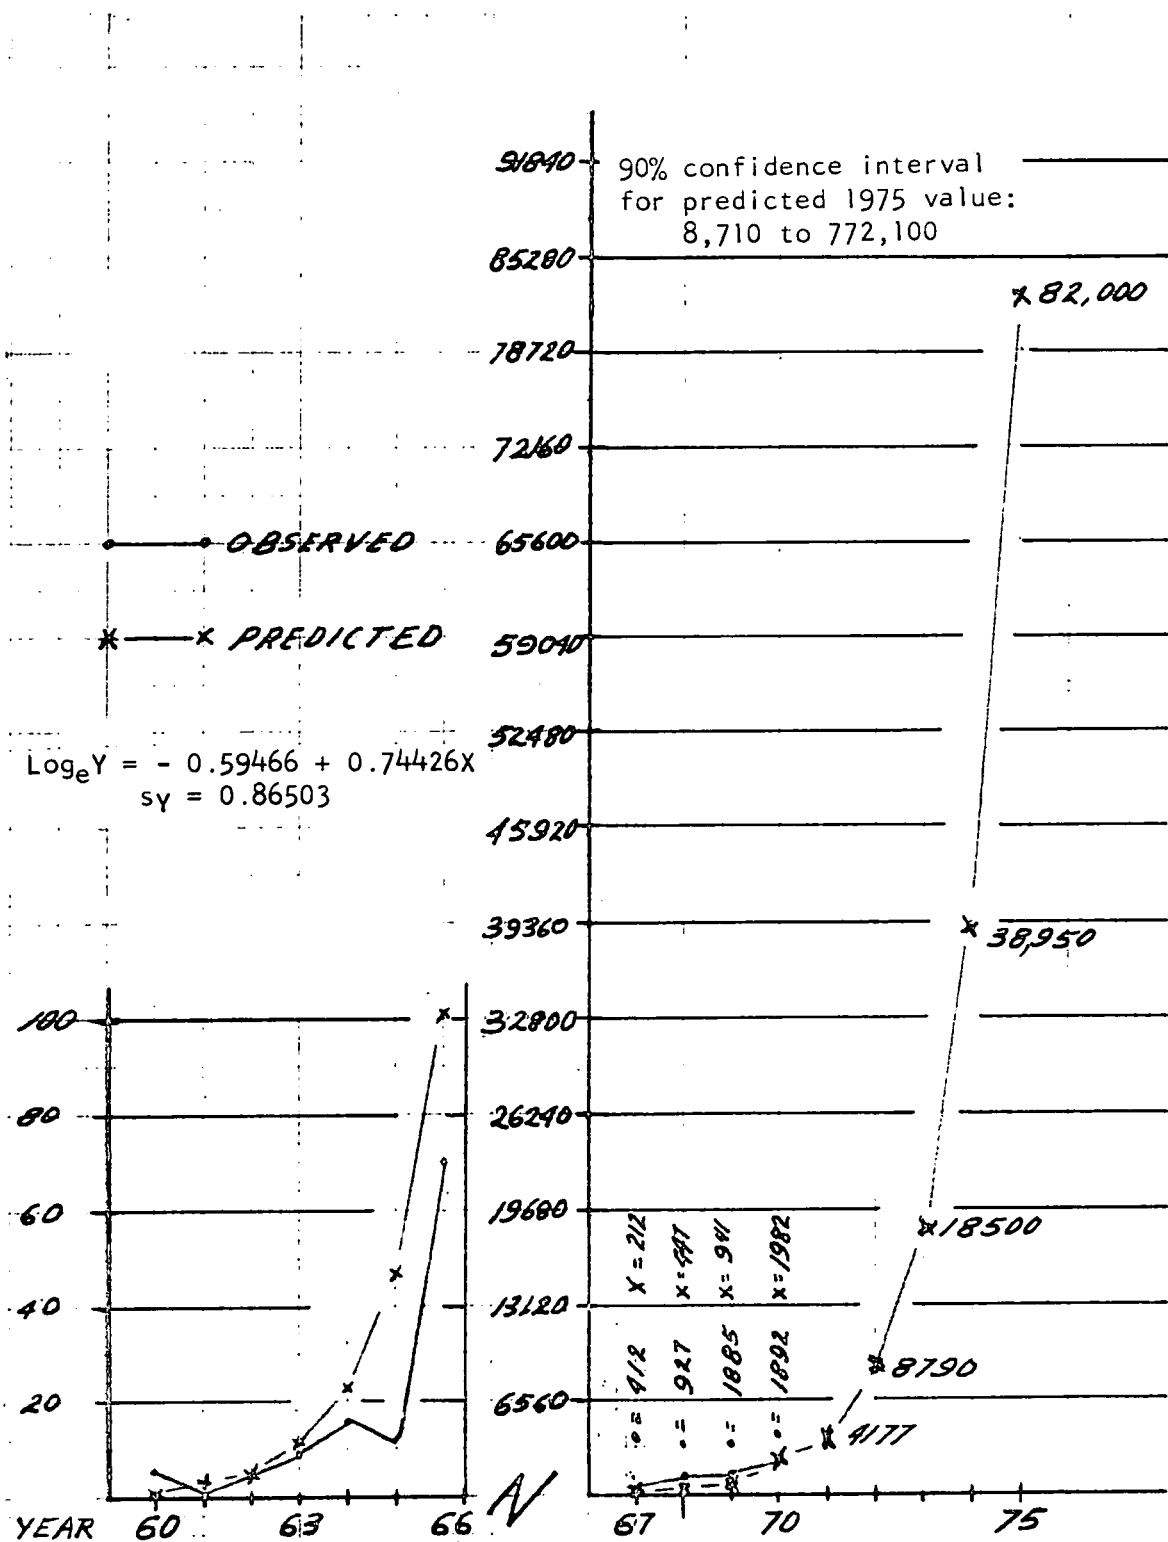 91840
90% confidence interval
for predicted 1975 value:
8,710 to 772,100
85280
82,000
78720
72160
OBSERVED
65600
PREDICTED
59040
52480
LogeY = - 0.59466 + 0.74426X
sY = 0.86503
45920
39360
38,950
100
32800
80
26240
60
19680
18500
X = 212
X = 447
X = 941
X = 1982
40
13120
• = 412
• = 927
• = 1885
• = 1892
8790
20
6560
4177
N
YEAR 60 63 66 67 70 75